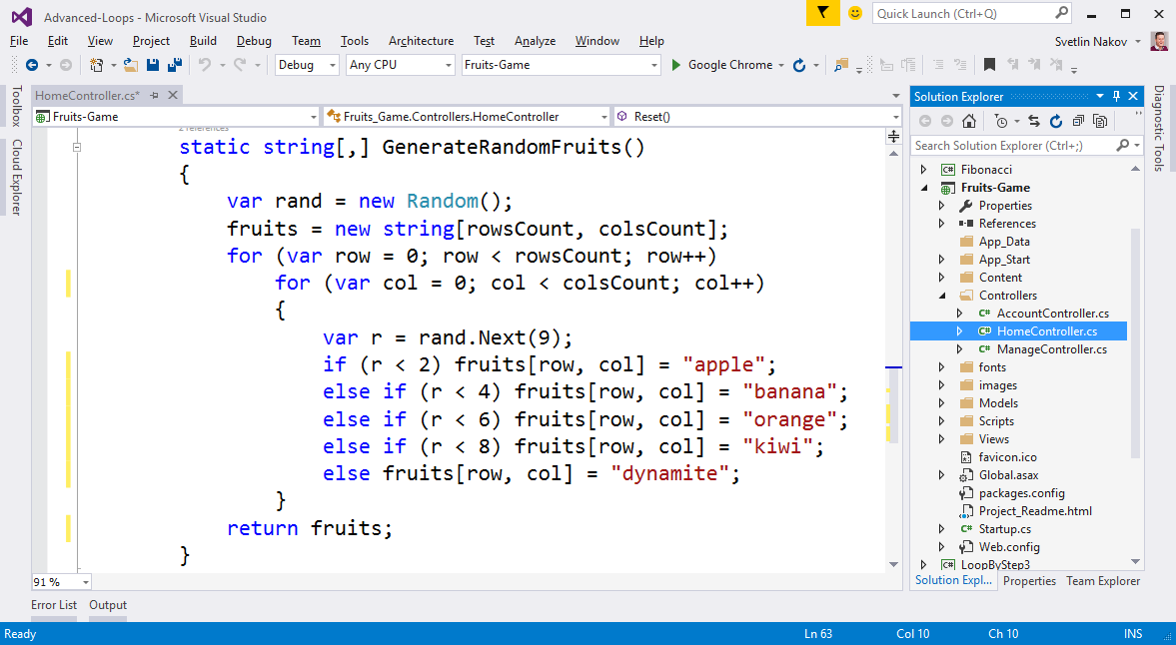 Advanced-Loops - Microsoft Visual Studio
Quick Launch (Ctrl+Q)
File Edit View Project Build Debug Team Tools Architecture Test Analyze Window Help
Svetlin Nakov
Debug Any CPU Fruits-Game Google Chrome
Toolbox
Cloud Explorer
HomeController.cs*
Fruits-Game Fruits_Game.Controllers.HomeController Reset()
2 references
static string[,] GenerateRandomFruits()
{
var rand = new Random();
fruits = new string[rowsCount, colsCount];
for (var row = 0; row < rowsCount; row++)
for (var col = 0; col < colsCount; col++)
{
var r = rand.Next(9);
if (r < 2) fruits[row, col] = "apple";
else if (r < 4) fruits[row, col] = "banana";
else if (r < 6) fruits[row, col] = "orange";
else if (r < 8) fruits[row, col] = "kiwi";
else fruits[row, col] = "dynamite";
}
return fruits;
}
91 %
Solution Explorer
Search Solution Explorer (Ctrl+;)
C# Fibonacci
Fruits-Game
Properties
References
App_Data
App_Start
Content
Controllers
C# AccountController.cs
C# HomeController.cs
C# ManageController.cs
fonts
images
Models
Scripts
Views
favicon.ico
Global.asax
packages.config
Project_Readme.html
C# Startup.cs
Web.config
C# LoopByStep3
Solution Expl... Properties Team Explorer
Diagnostic Tools
Error List Output
Ready Ln 63 Col 10 Ch 10 INS